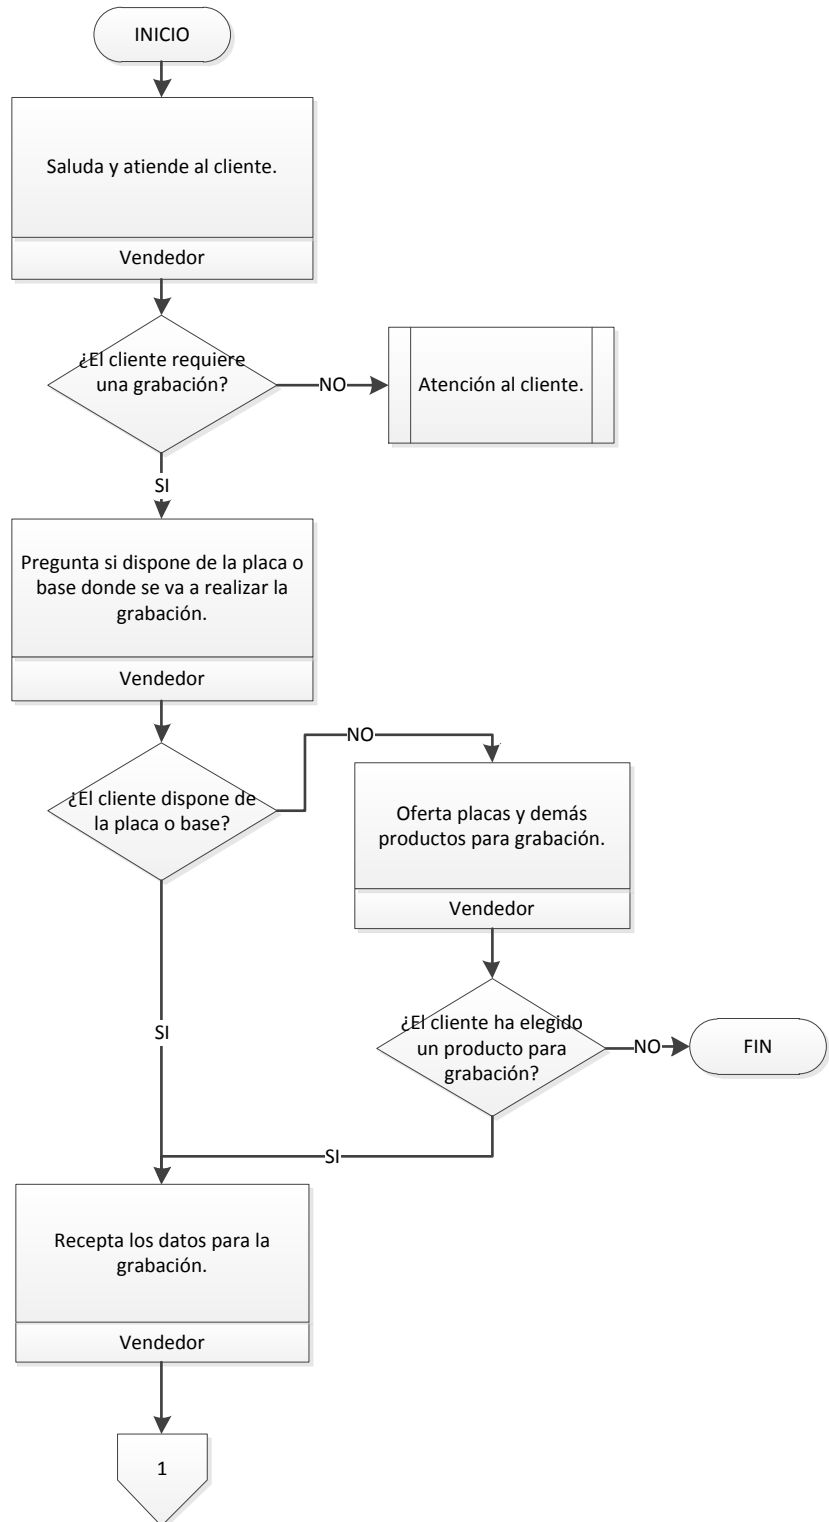 INICIO
Saluda y atiende al cliente.
Vendedor
¿El cliente requiere
una grabación?
NO
Atención al cliente.
SI
Pregunta si dispone de la placa o
base donde se va a realizar la
grabación.
Vendedor
NO
¿El cliente dispone de
la placa o base?
Oferta placas y demás
productos para grabación.
Vendedor
SI
¿El cliente ha elegido
un producto para
grabación?
NO
FIN
SI
Recepta los datos para la
grabación.
Vendedor
1